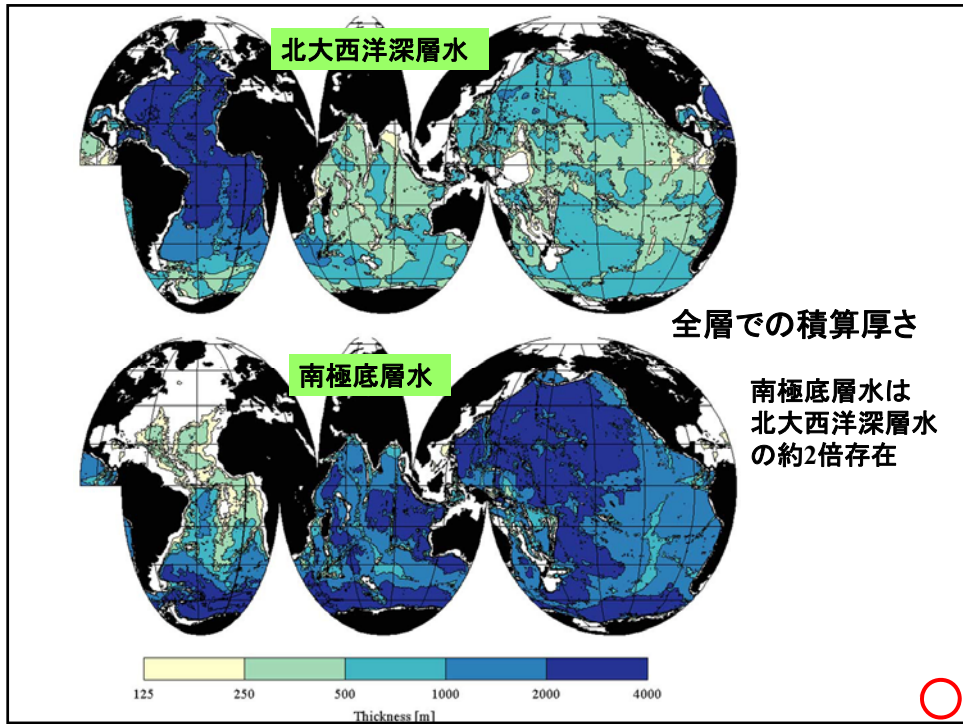 北大西洋深層水
全層での積算厚さ
南極底層水
南極底層水は
北大西洋深層水
の約2倍存在
125 250 500 1000 2000 4000
Thickness [m]